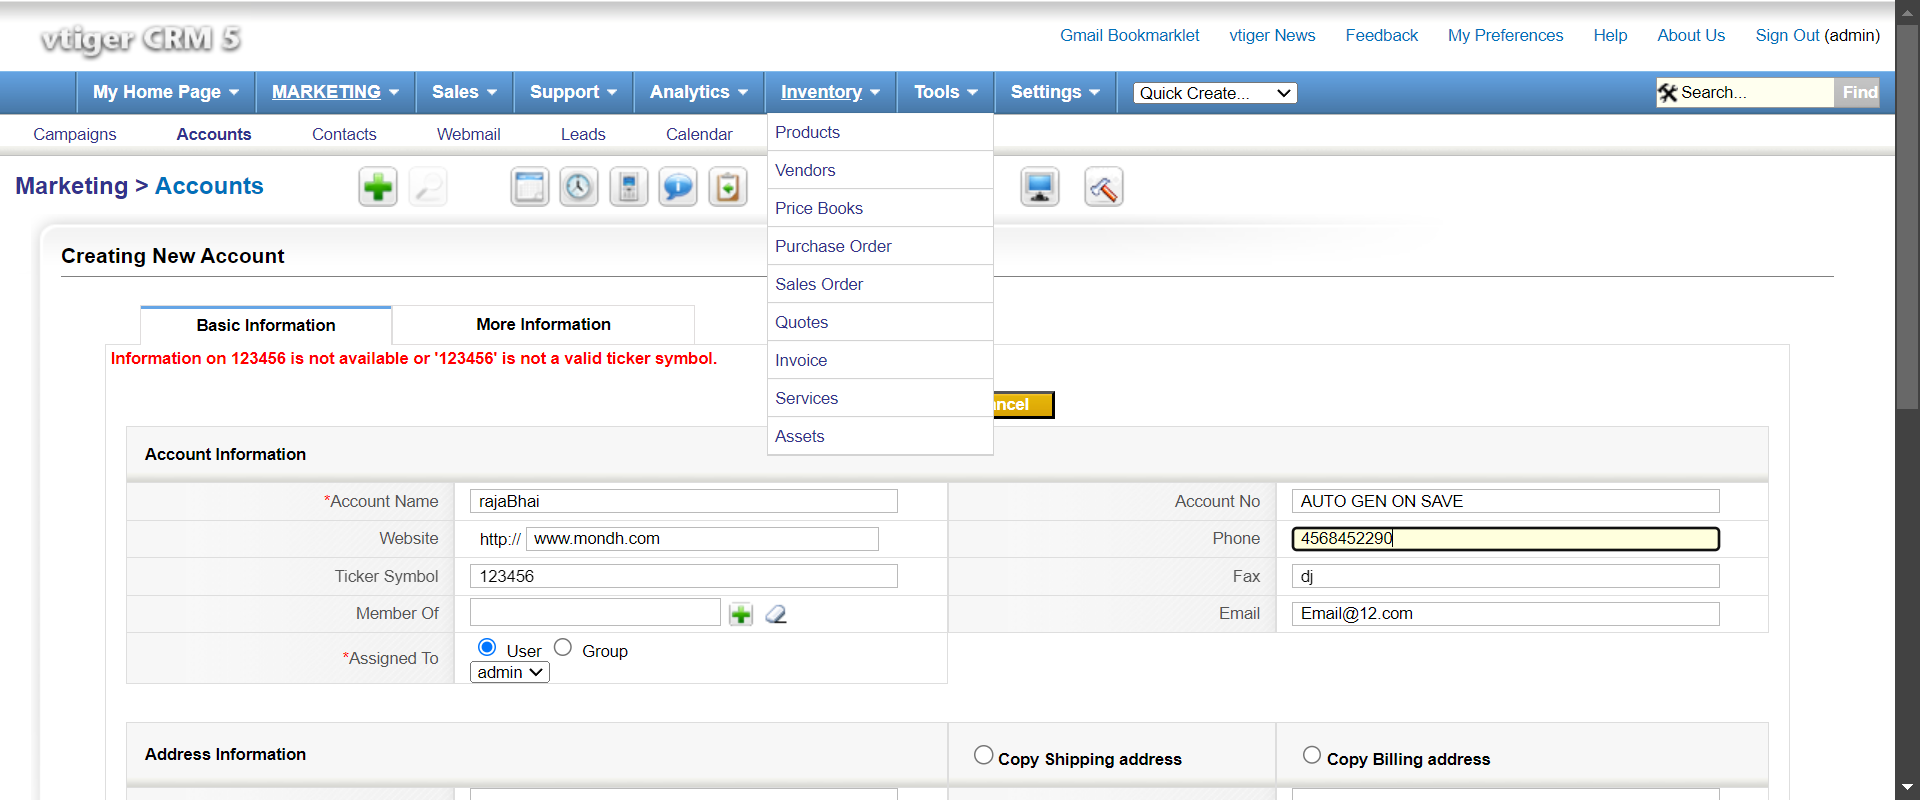 vtiger CRM 5
Gmail Bookmarklet vtiger News Feedback My Preferences Help About Us Sign Out (admin)
My Home Page MARKETING Sales Support Analytics Inventory Tools Settings Quick Create... Search... Find
Campaigns Accounts Contacts Webmail Leads Calendar
Products
Vendors
Price Books
Purchase Order
Sales Order
Quotes
Invoice
Services
Assets
Marketing > Accounts
Creating New Account
Basic Information More Information
Information on 123456 is not available or '123456' is not a valid ticker symbol.
ncel
Account Information
*Account Name rajaBhai Account No AUTO GEN ON SAVE
Website http:// www.mondh.com Phone 4568452290
Ticker Symbol 123456 Fax dj
Member Of Email Email@12.com
*Assigned To User Group
admin
Address Information Copy Shipping address Copy Billing address